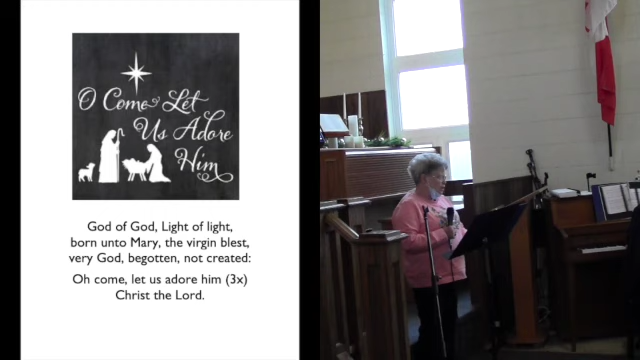 O Come Let
Us Adore
Him
God of God, Light of light,
born unto Mary, the virgin blest,
very God, begotten, not created:
Oh come, let us adore him (3x)
Christ the Lord.